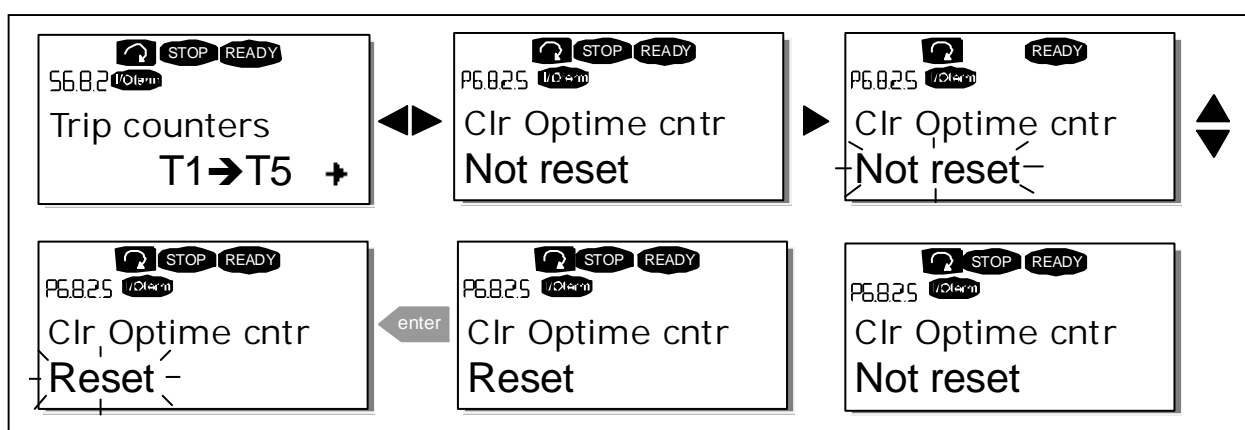 STOP READY
S6.8.2 I/Oterm
Trip counters
T1➔T5
STOP READY
P6.8.2.5 I/Oterm
Clr Optime cntr
Not reset
READY
P6.8.2.5 I/Oterm
Clr Optime cntr
Not reset
STOP READY
P6.8.2.5 I/Oterm
Clr Optime cntr
Reset
enter
STOP READY
P6.8.2.5 I/Oterm
Clr Optime cntr
Reset
STOP READY
P6.8.2.5 I/Oterm
Clr Optime cntr
Not reset